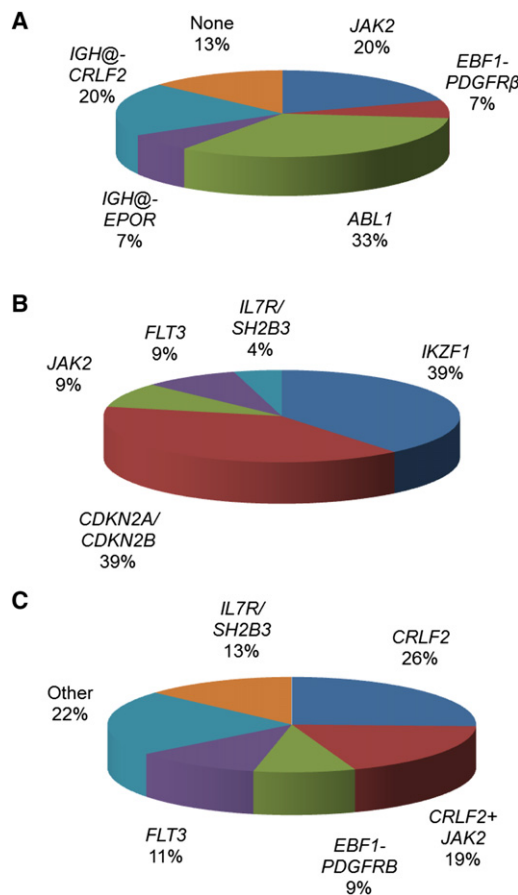 A
None
13%
JAK2
20%
EBF1-
PDGFRβ
7%
ABL1
33%
IGH@-
EPOR
7%
IGH@-
CRLF2
20%
B
IL7R/
SH2B3
4%
IKZF1
39%
CDKN2A/
CDKN2B
39%
JAK2
9%
FLT3
9%
C
IL7R/
SH2B3
13%
CRLF2
26%
CRLF2+
JAK2
19%
EBF1-
PDGFRB
9%
FLT3
11%
Other
22%